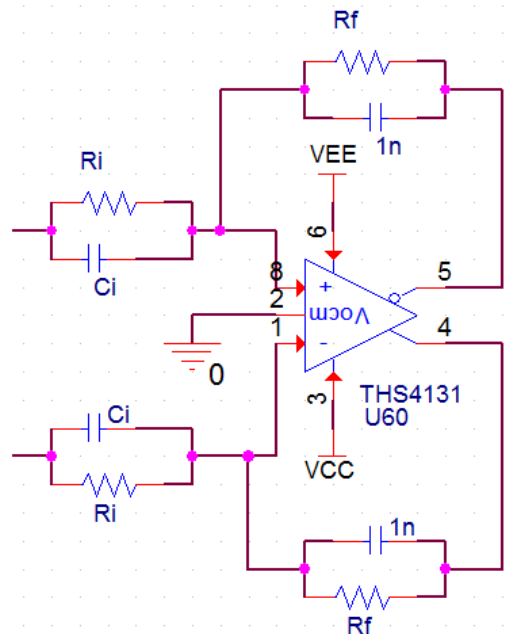 Rf
1n
VEE
Ri
6
Ci
8
+
5
2
Vocm
1
-
4
0
THS4131
U60
3
Ci
VCC
Ri
1n
Rf